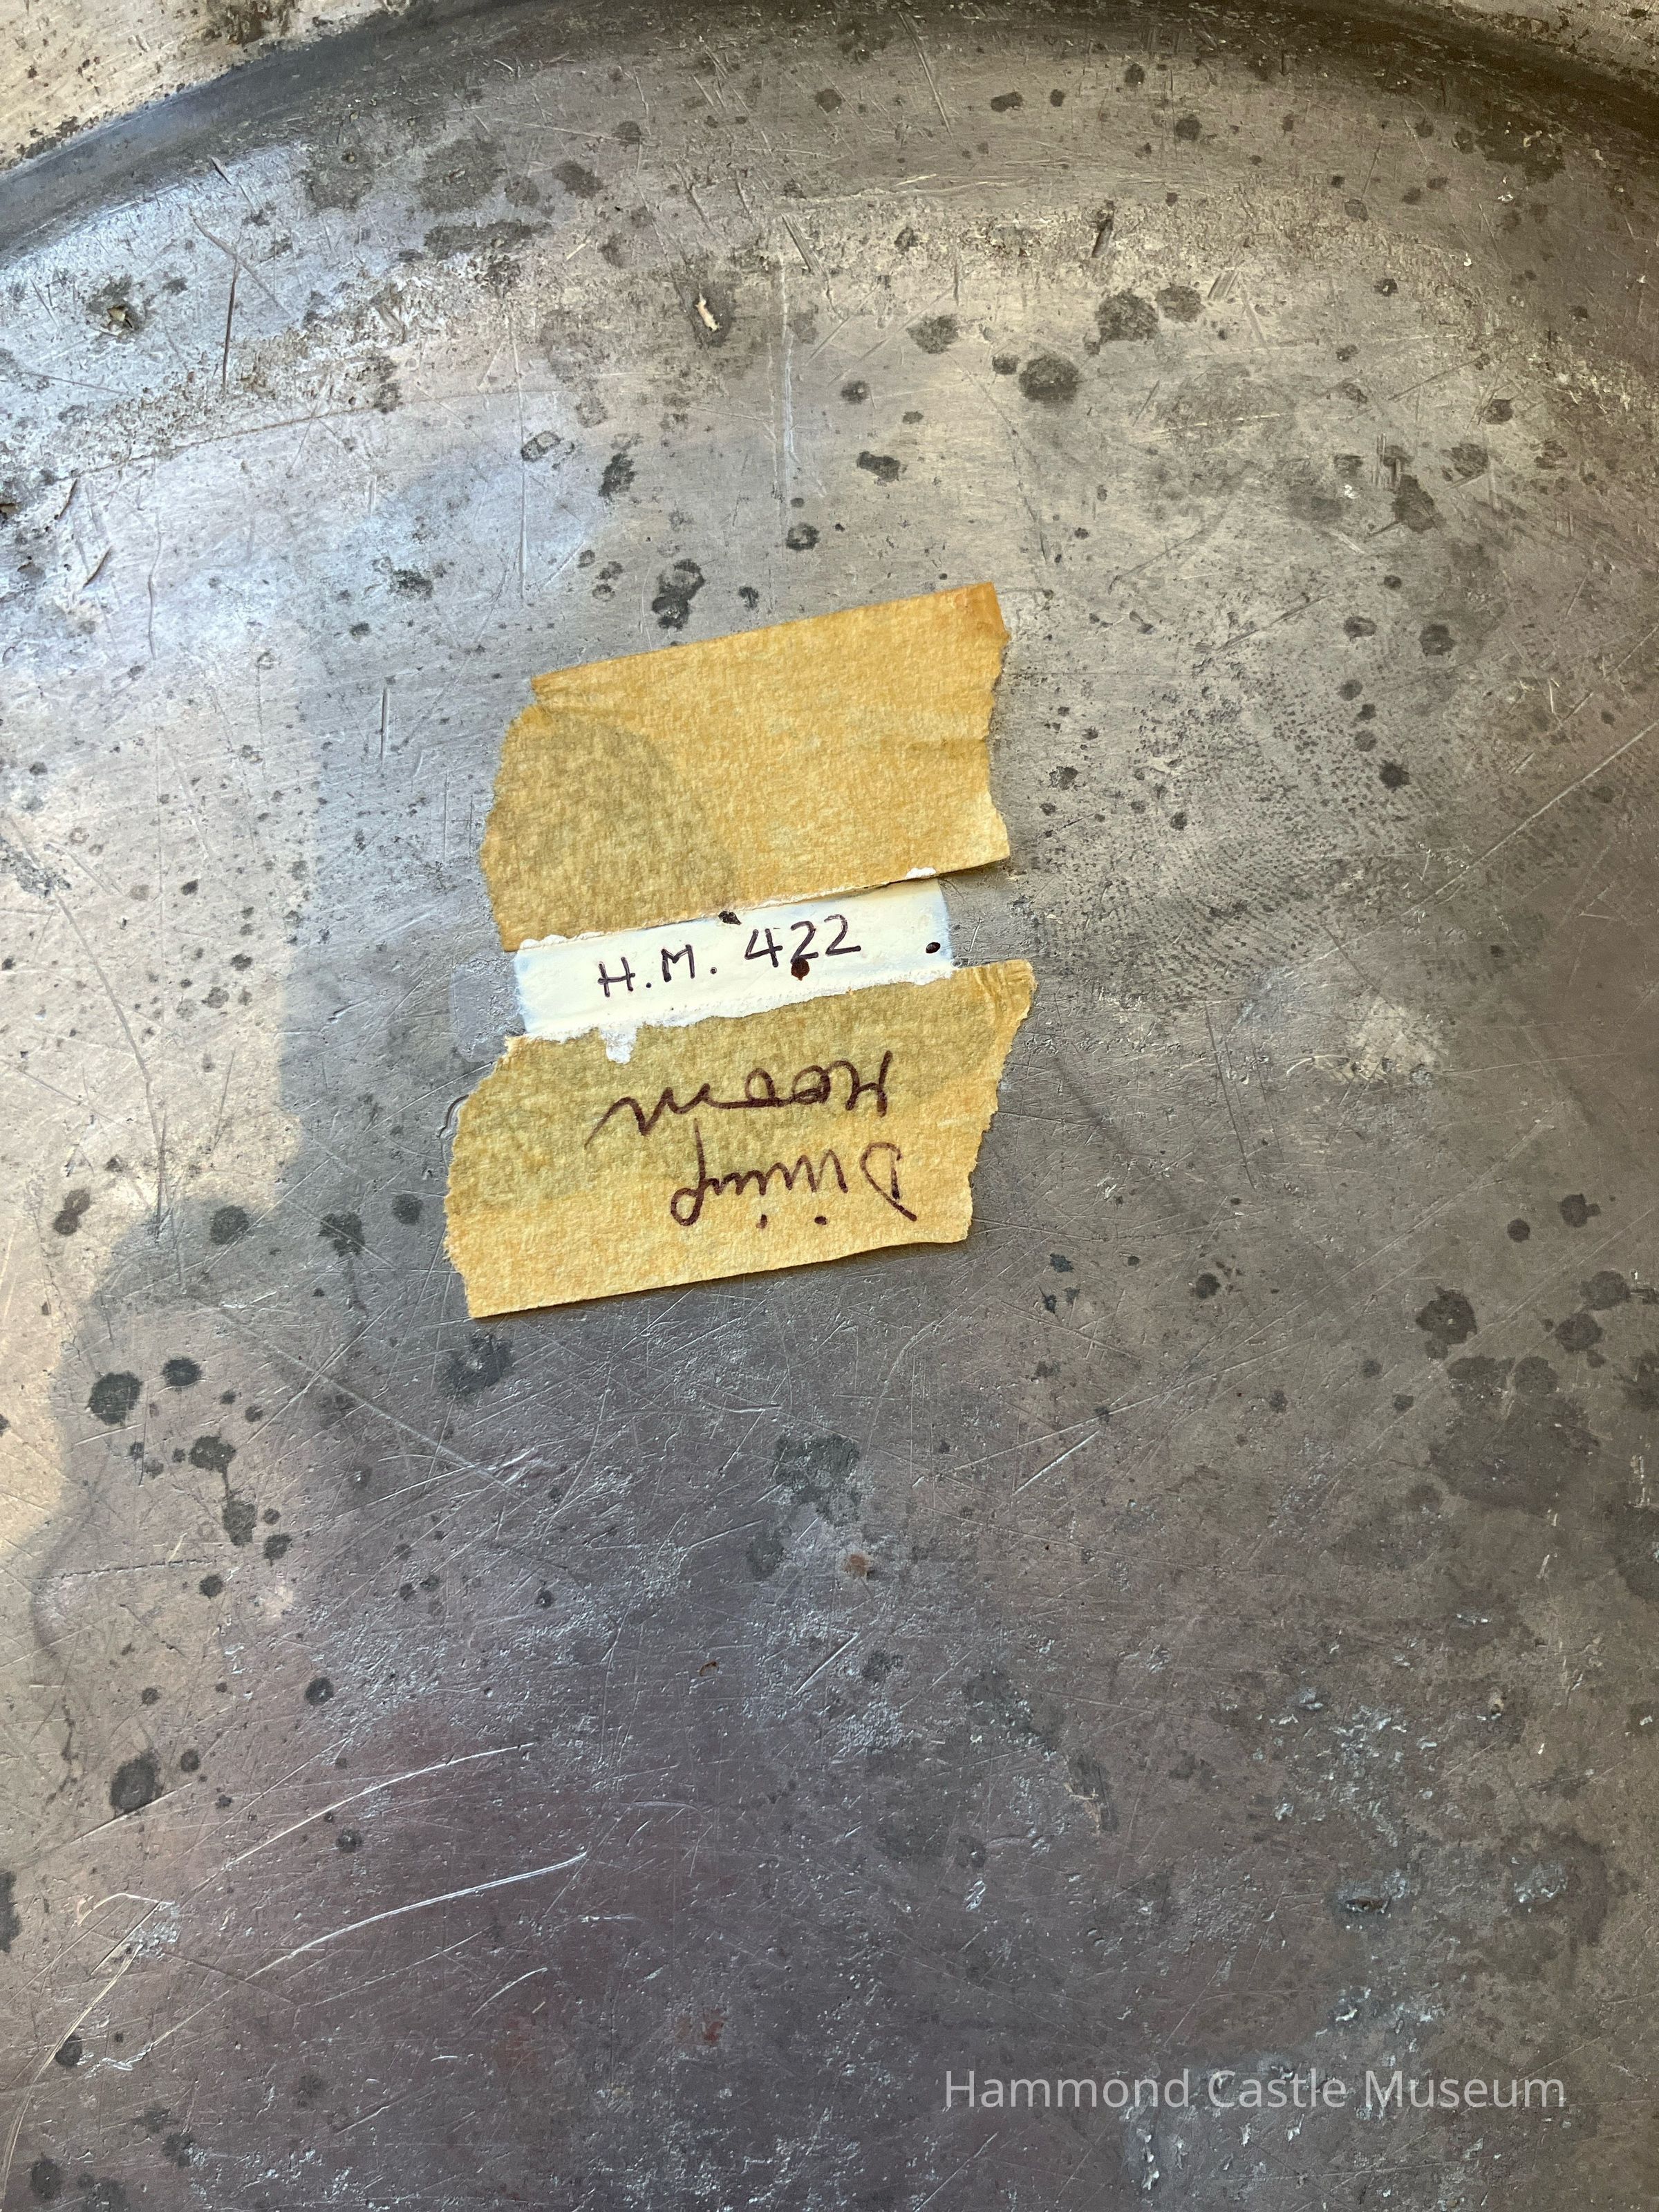 H.M. 422
Dining
Room
Hammond Castle Museum